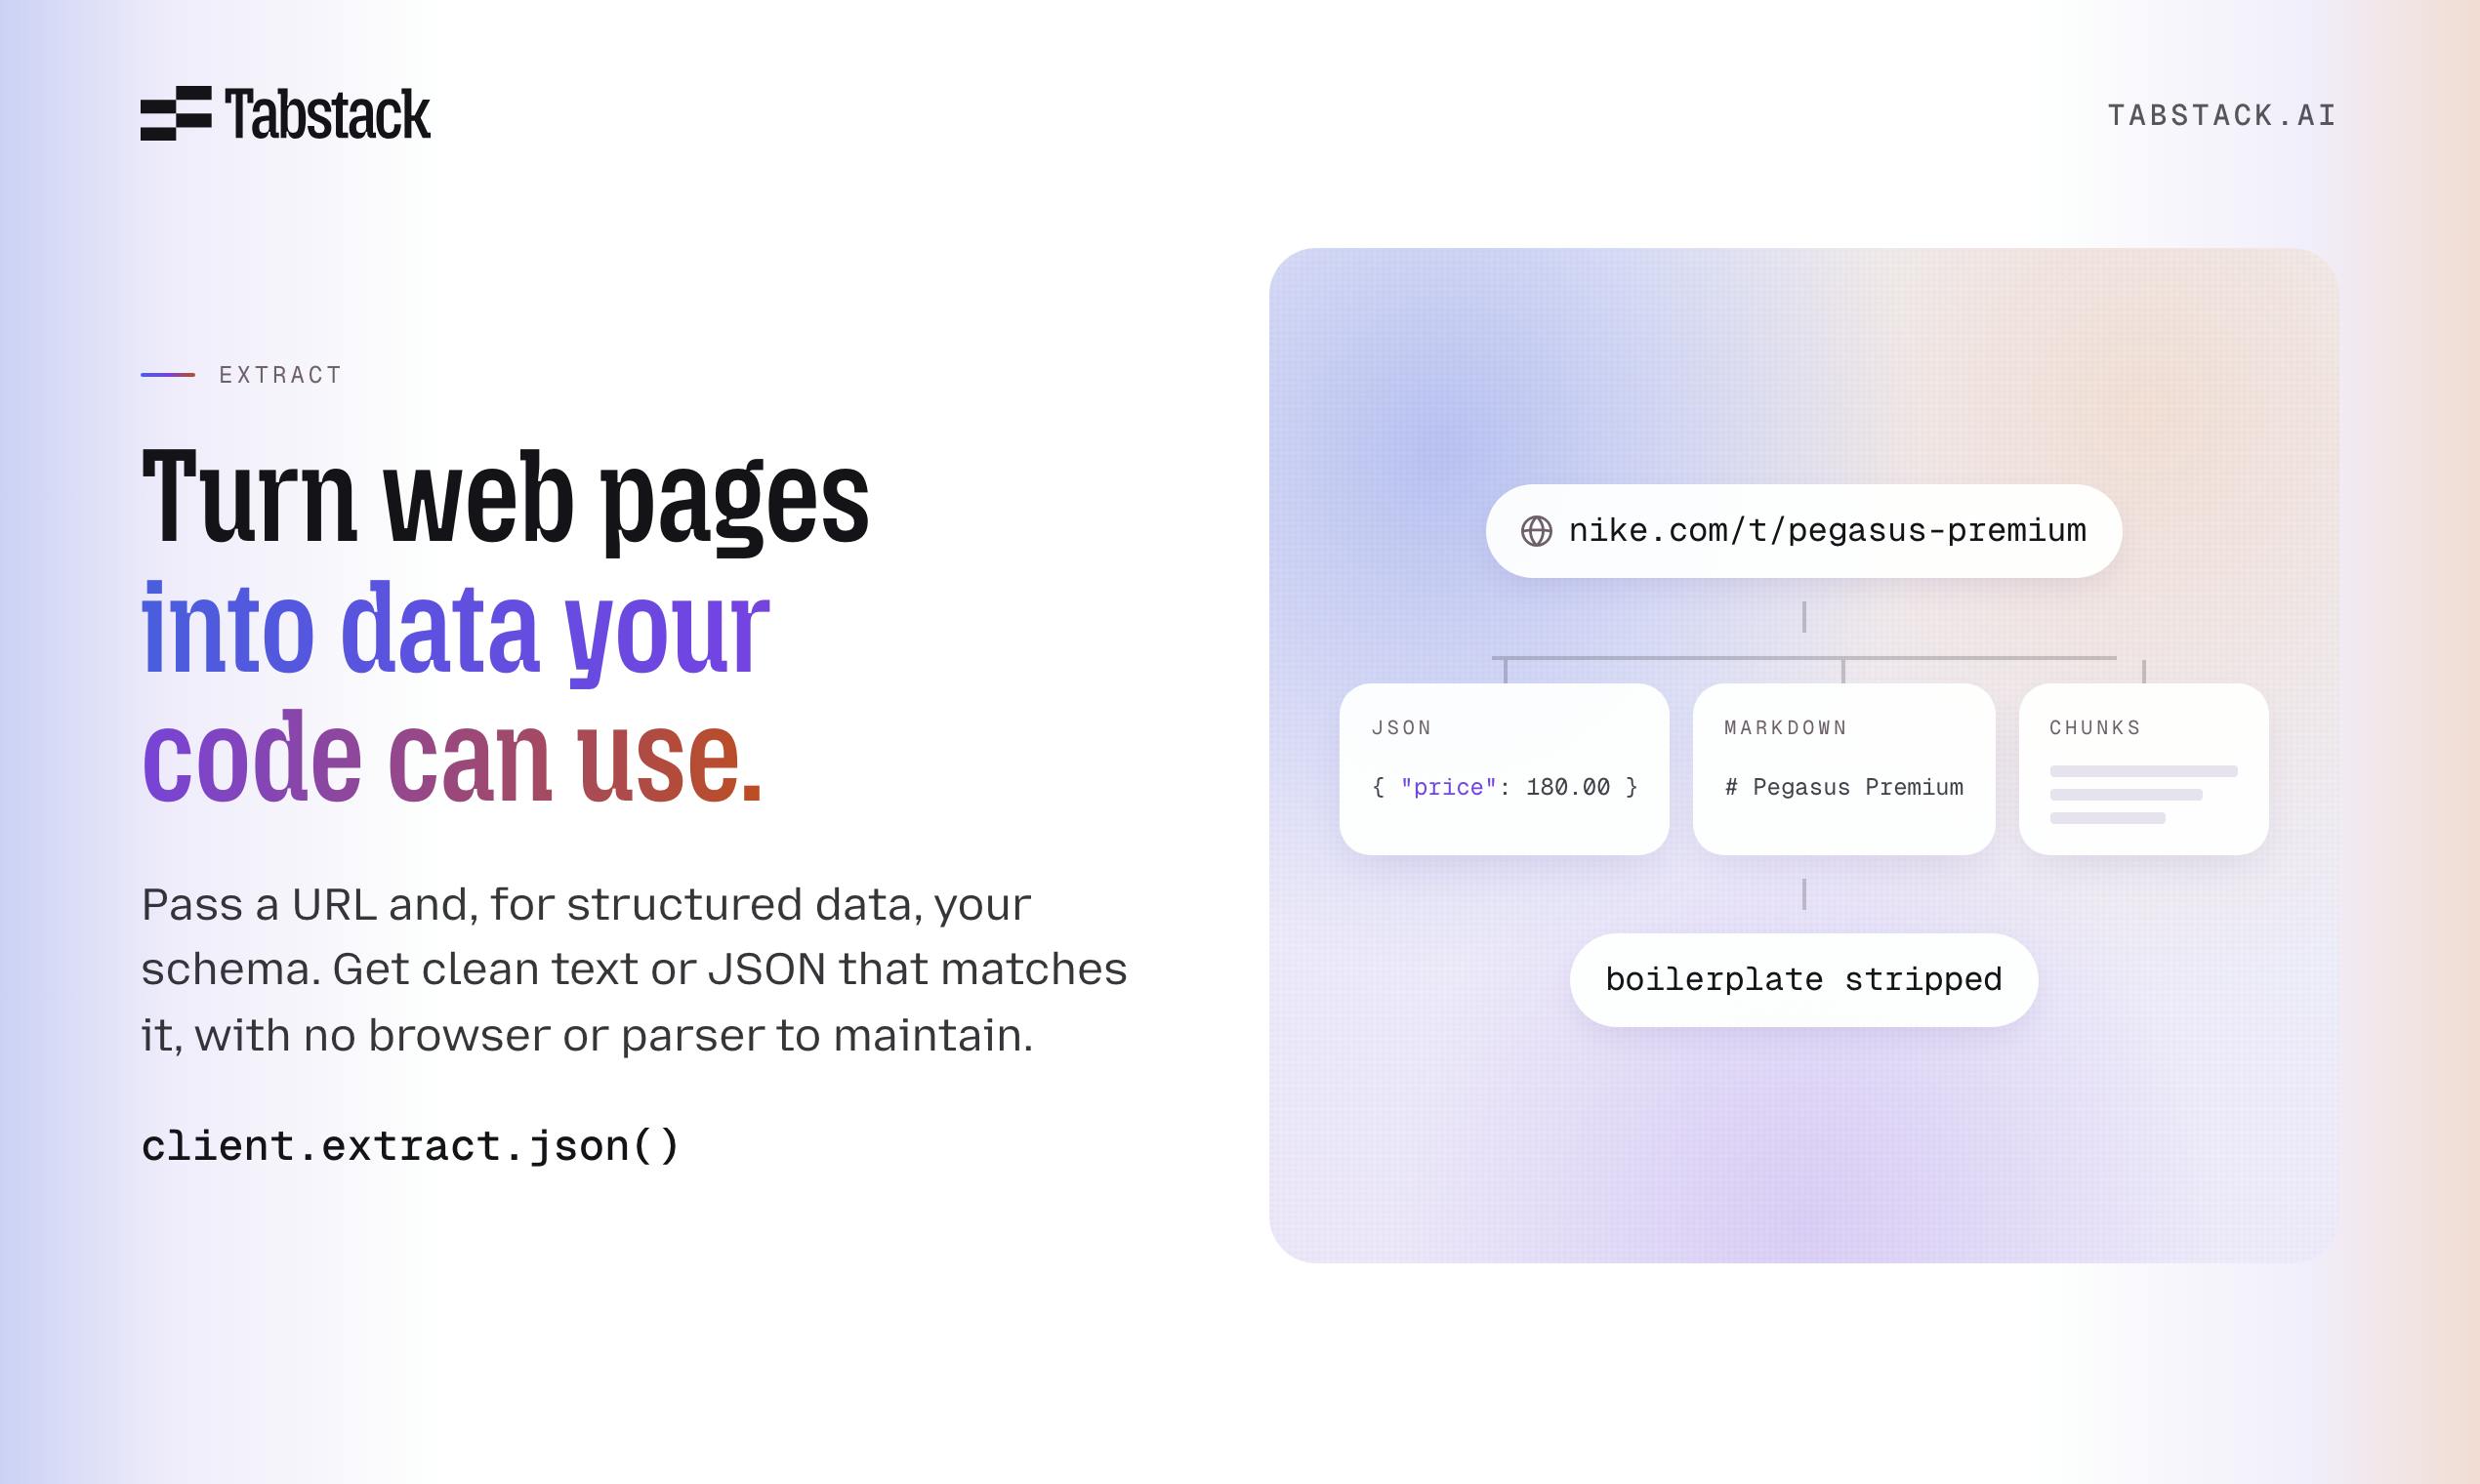 Tabstack
TABSTACK.AI
EXTRACT
Turn web pages
into data your
code can use.
Pass a URL and, for structured data, your
schema. Get clean text or JSON that matches
it, with no browser or parser to maintain.
client.extract.json()
nike.com/t/pegasus-premium
JSON
{ "price": 180.00 }
MARKDOWN
# Pegasus Premium
CHUNKS
boilerplate stripped